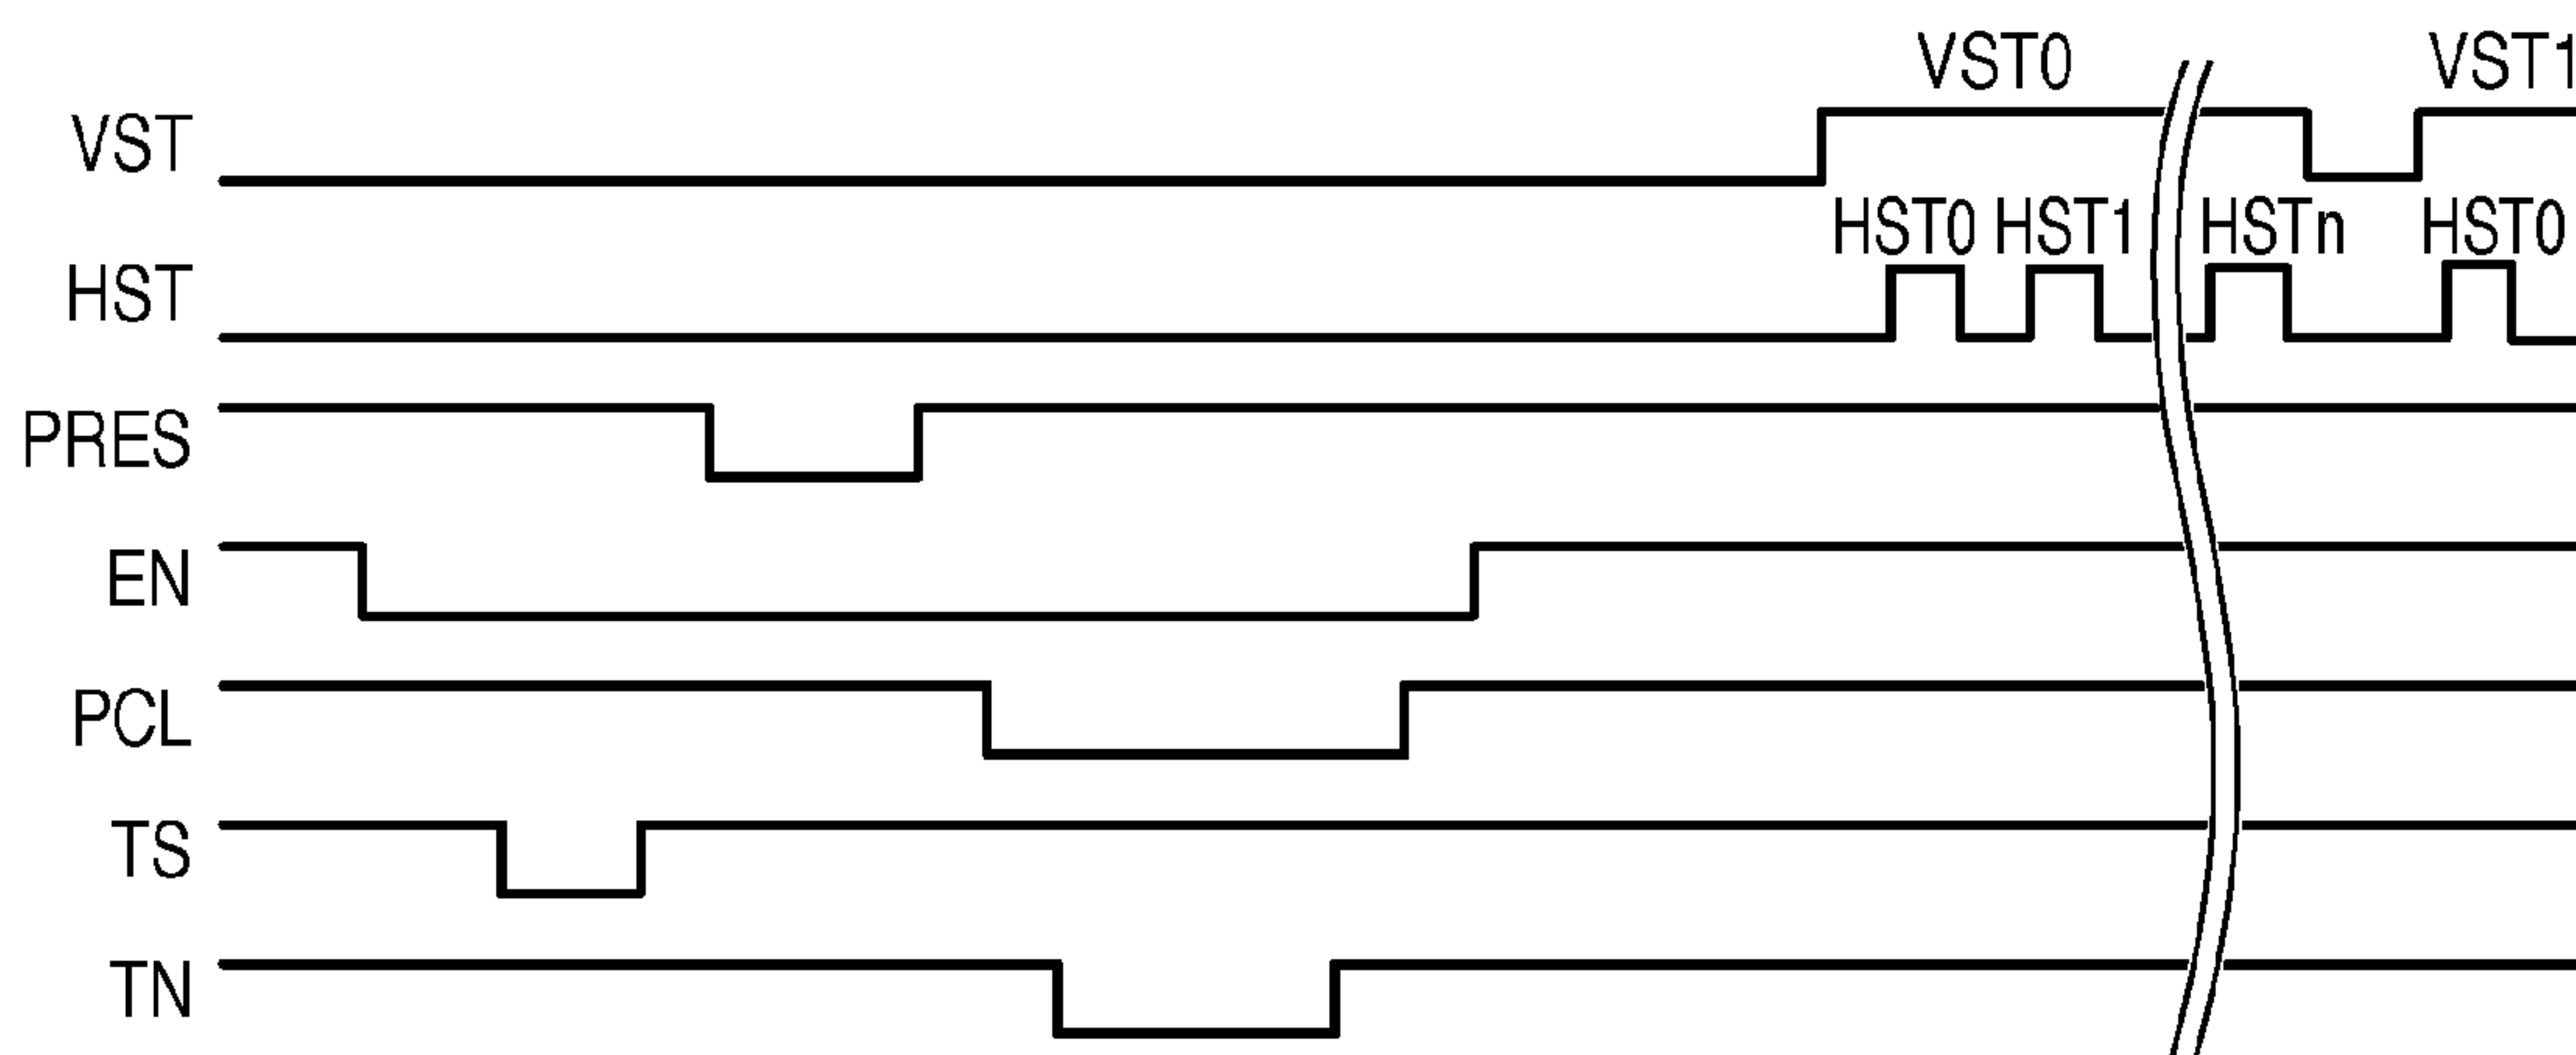 VST0 VST1
VST
HST0 HST1 HSTn HST0
HST
PRES
EN
PCL
TS
TN